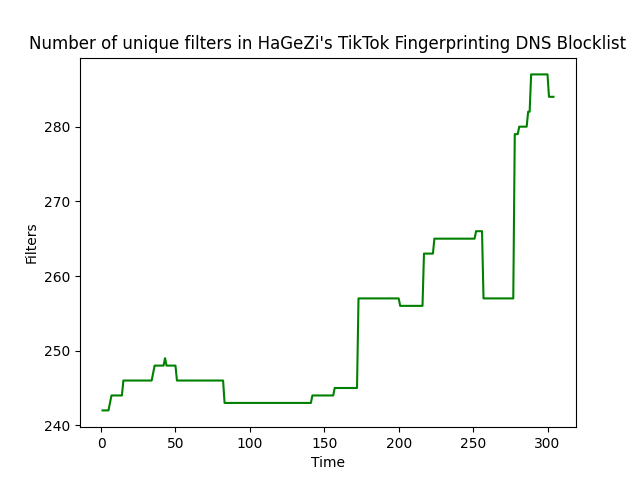 Number of unique filters in HaGeZi's TikTok Fingerprinting DNS Blocklist
280
270
260
250
240
Filters
0 50 100 150 200 250 300
Time